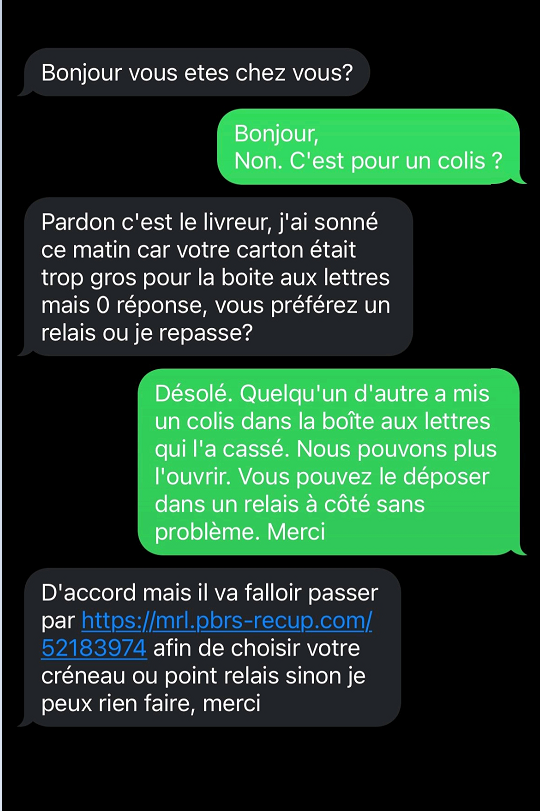 Bonjour vous etes chez vous?
Bonjour,
Non. C'est pour un colis ?
Pardon c'est le livreur, j'ai sonné
ce matin car votre carton était
trop gros pour la boite aux lettres
mais 0 réponse, vous préférez un
relais ou je repasse?
Désolé. Quelqu'un d'autre a mis
un colis dans la boîte aux lettres
qui l'a cassé. Nous pouvons plus
l'ouvrir. Vous pouvez le déposer
dans un relais à côté sans
problème. Merci
D'accord mais il va falloir passer
par https://mrl.pbrs-recup.com/
52183974 afin de choisir votre
créneau ou point relais sinon je
peux rien faire, merci